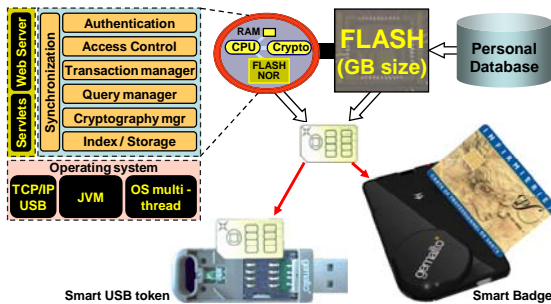 Web Server
Servlets
Synchronization
Authentication
Access Control
Transaction manager
Query manager
Cryptography mgr
Index / Storage
Operating system
TCP/IP
USB
JVM
OS multi -
thread
RAM
CPU
Crypto
FLASH
NOR
FLASH
(GB size)
Personal
Database
INFIRMIER
gemalto
gemalto
Smart USB token
Smart Badge